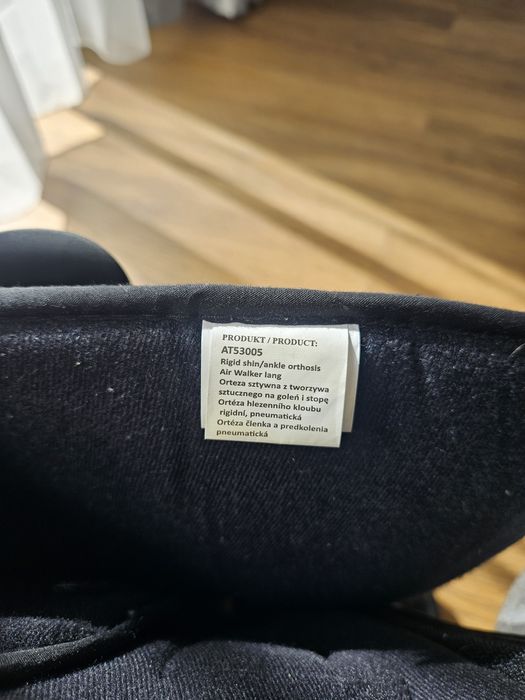 PRODUKT / PRODUCT:
AT53005
Rigid shin/ankle orthosis
Air Walker lang
Orteza sztywna z tworzywa
sztucznego na goleń i stopę
Ortéza hlezenního kloubu
rigidní, pneumatická
Ortéza členka a predkolenia
pneumatická